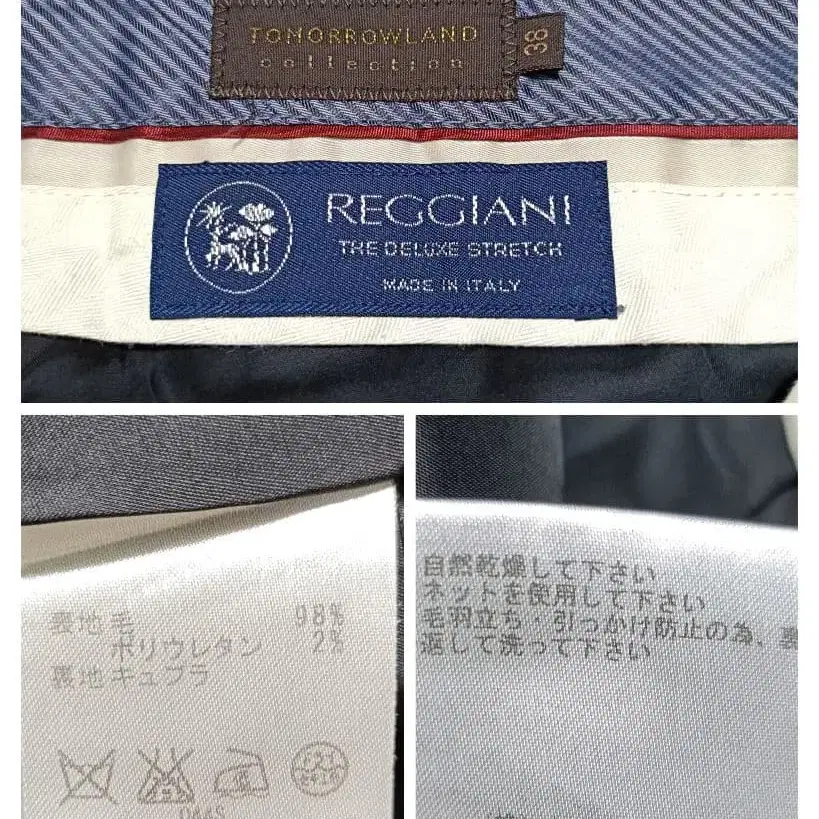 TOMORROWLAND
collection
38
REGGIANI
THE DELUXE STRETCH
MADE IN ITALY
表地 毛 98%
ポリウレタン 2%
裏地 キュプラ
自然乾燥して下さい
ネットを使用して下さい
毛羽立ち・引っかけ防止の為、裏
返して洗って下さい